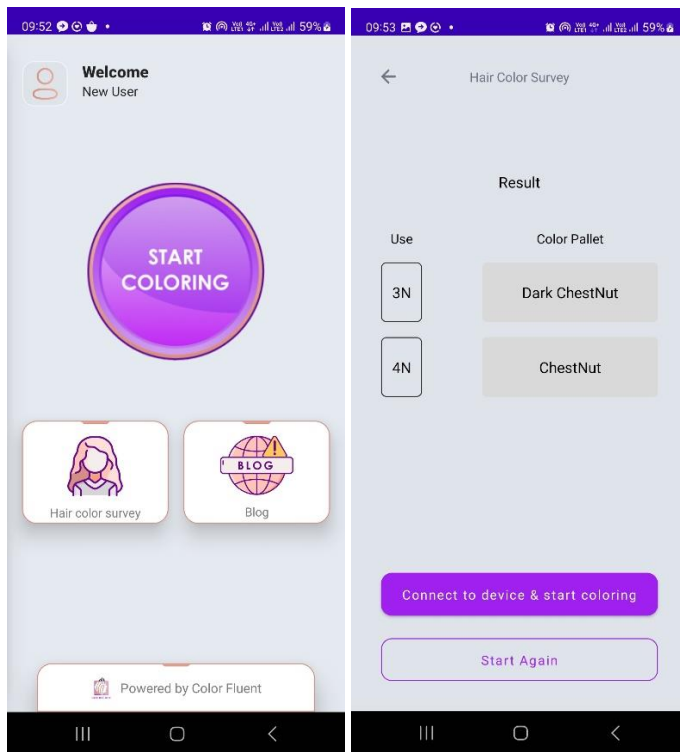 09:52
59%
Welcome
New User
START
COLORING
BLOG
Hair color survey
Blog
Powered by Color Fluent
09:53
59%
Hair Color Survey
Result
Use
Color Pallet
3N
Dark ChestNut
4N
ChestNut
Connect to device & start coloring
Start Again